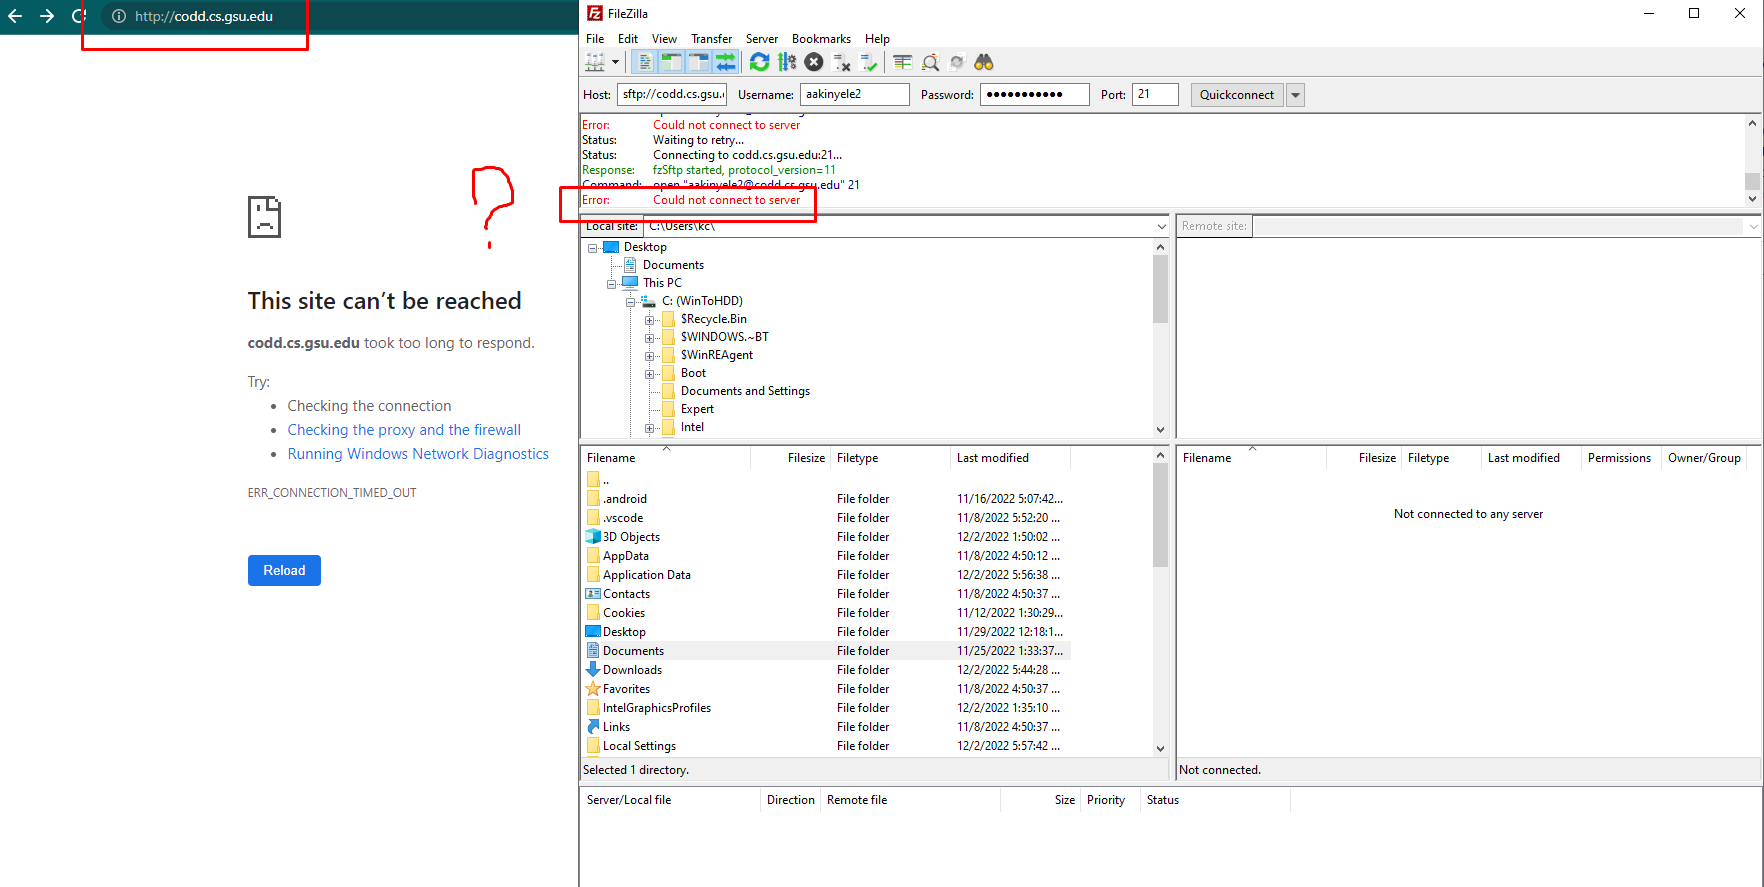 http://codd.cs.gsu.edu
?
This site can't be reached
codd.cs.gsu.edu took too long to respond.
Try:
Checking the connection
Checking the proxy and the firewall
Running Windows Network Diagnostics
ERR_CONNECTION_TIMED_OUT
Reload
FileZilla
File Edit View Transfer Server Bookmarks Help
Host: sftp://codd.cs.gsu. Username: aakinyele2 Password: ●●●●●●●●●●● Port: 21 Quickconnect
Error: Could not connect to server
Status: Waiting to retry...
Status: Connecting to codd.cs.gsu.edu:21...
Response: fzSftp started, protocol_version=11
Command: open "aakinyele2@codd.cs.gsu.edu" 21
Error: Could not connect to server
Local site: C:\Users\kc\
Desktop
Documents
This PC
C: (WinToHDD)
$Recycle.Bin
$WINDOWS.~BT
$WinREAgent
Boot
Documents and Settings
Expert
Intel
Filename Filesize Filetype Last modified
..
.android File folder 11/16/2022 5:07:42...
.vscode File folder 11/8/2022 5:52:20 ...
3D Objects File folder 12/2/2022 1:50:02 ...
AppData File folder 11/8/2022 4:50:12 ...
Application Data File folder 12/2/2022 5:56:38 ...
Contacts File folder 11/8/2022 4:50:37 ...
Cookies File folder 11/12/2022 1:30:29...
Desktop File folder 11/29/2022 12:18:1...
Documents File folder 11/25/2022 1:33:37...
Downloads File folder 12/2/2022 5:44:28 ...
Favorites File folder 11/8/2022 4:50:37 ...
IntelGraphicsProfiles File folder 12/2/2022 1:35:10 ...
Links File folder 11/8/2022 4:50:37 ...
Local Settings File folder 12/2/2022 5:57:42 ...
Selected 1 directory.
Remote site:
Filename Filesize Filetype Last modified Permissions Owner/Group
Not connected to any server
Not connected.
Server/Local file Direction Remote file Size Priority Status